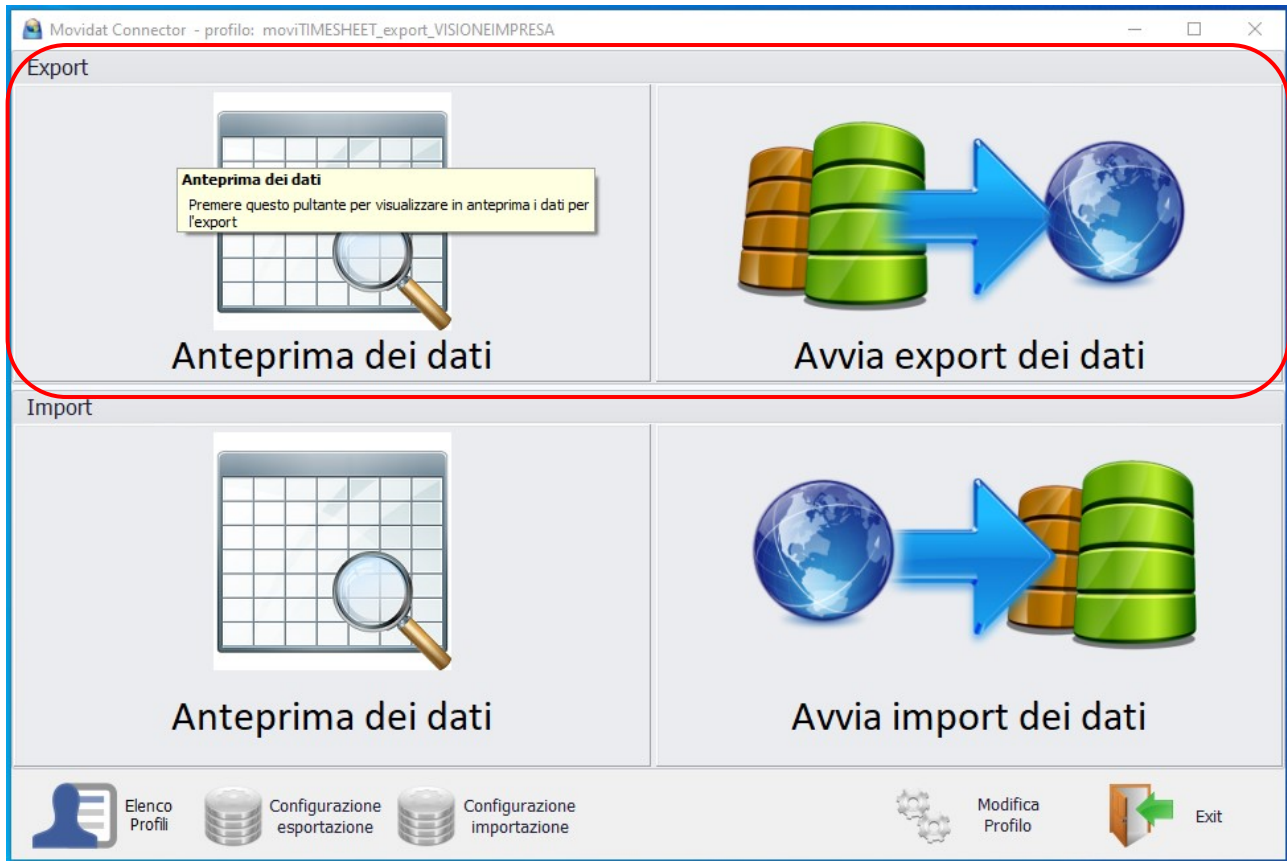 Movidat Connector - profilo: moviTIMESHEET_export_VISIONEIMPRESA
Export
Anteprima dei dati
Premere questo pultante per visualizzare in anteprima i dati per
l'export
Anteprima dei dati
Avvia export dei dati
Import
Anteprima dei dati
Avvia import dei dati
Elenco
Profili
Configurazione
esportazione
Configurazione
importazione
Modifica
Profilo
Exit